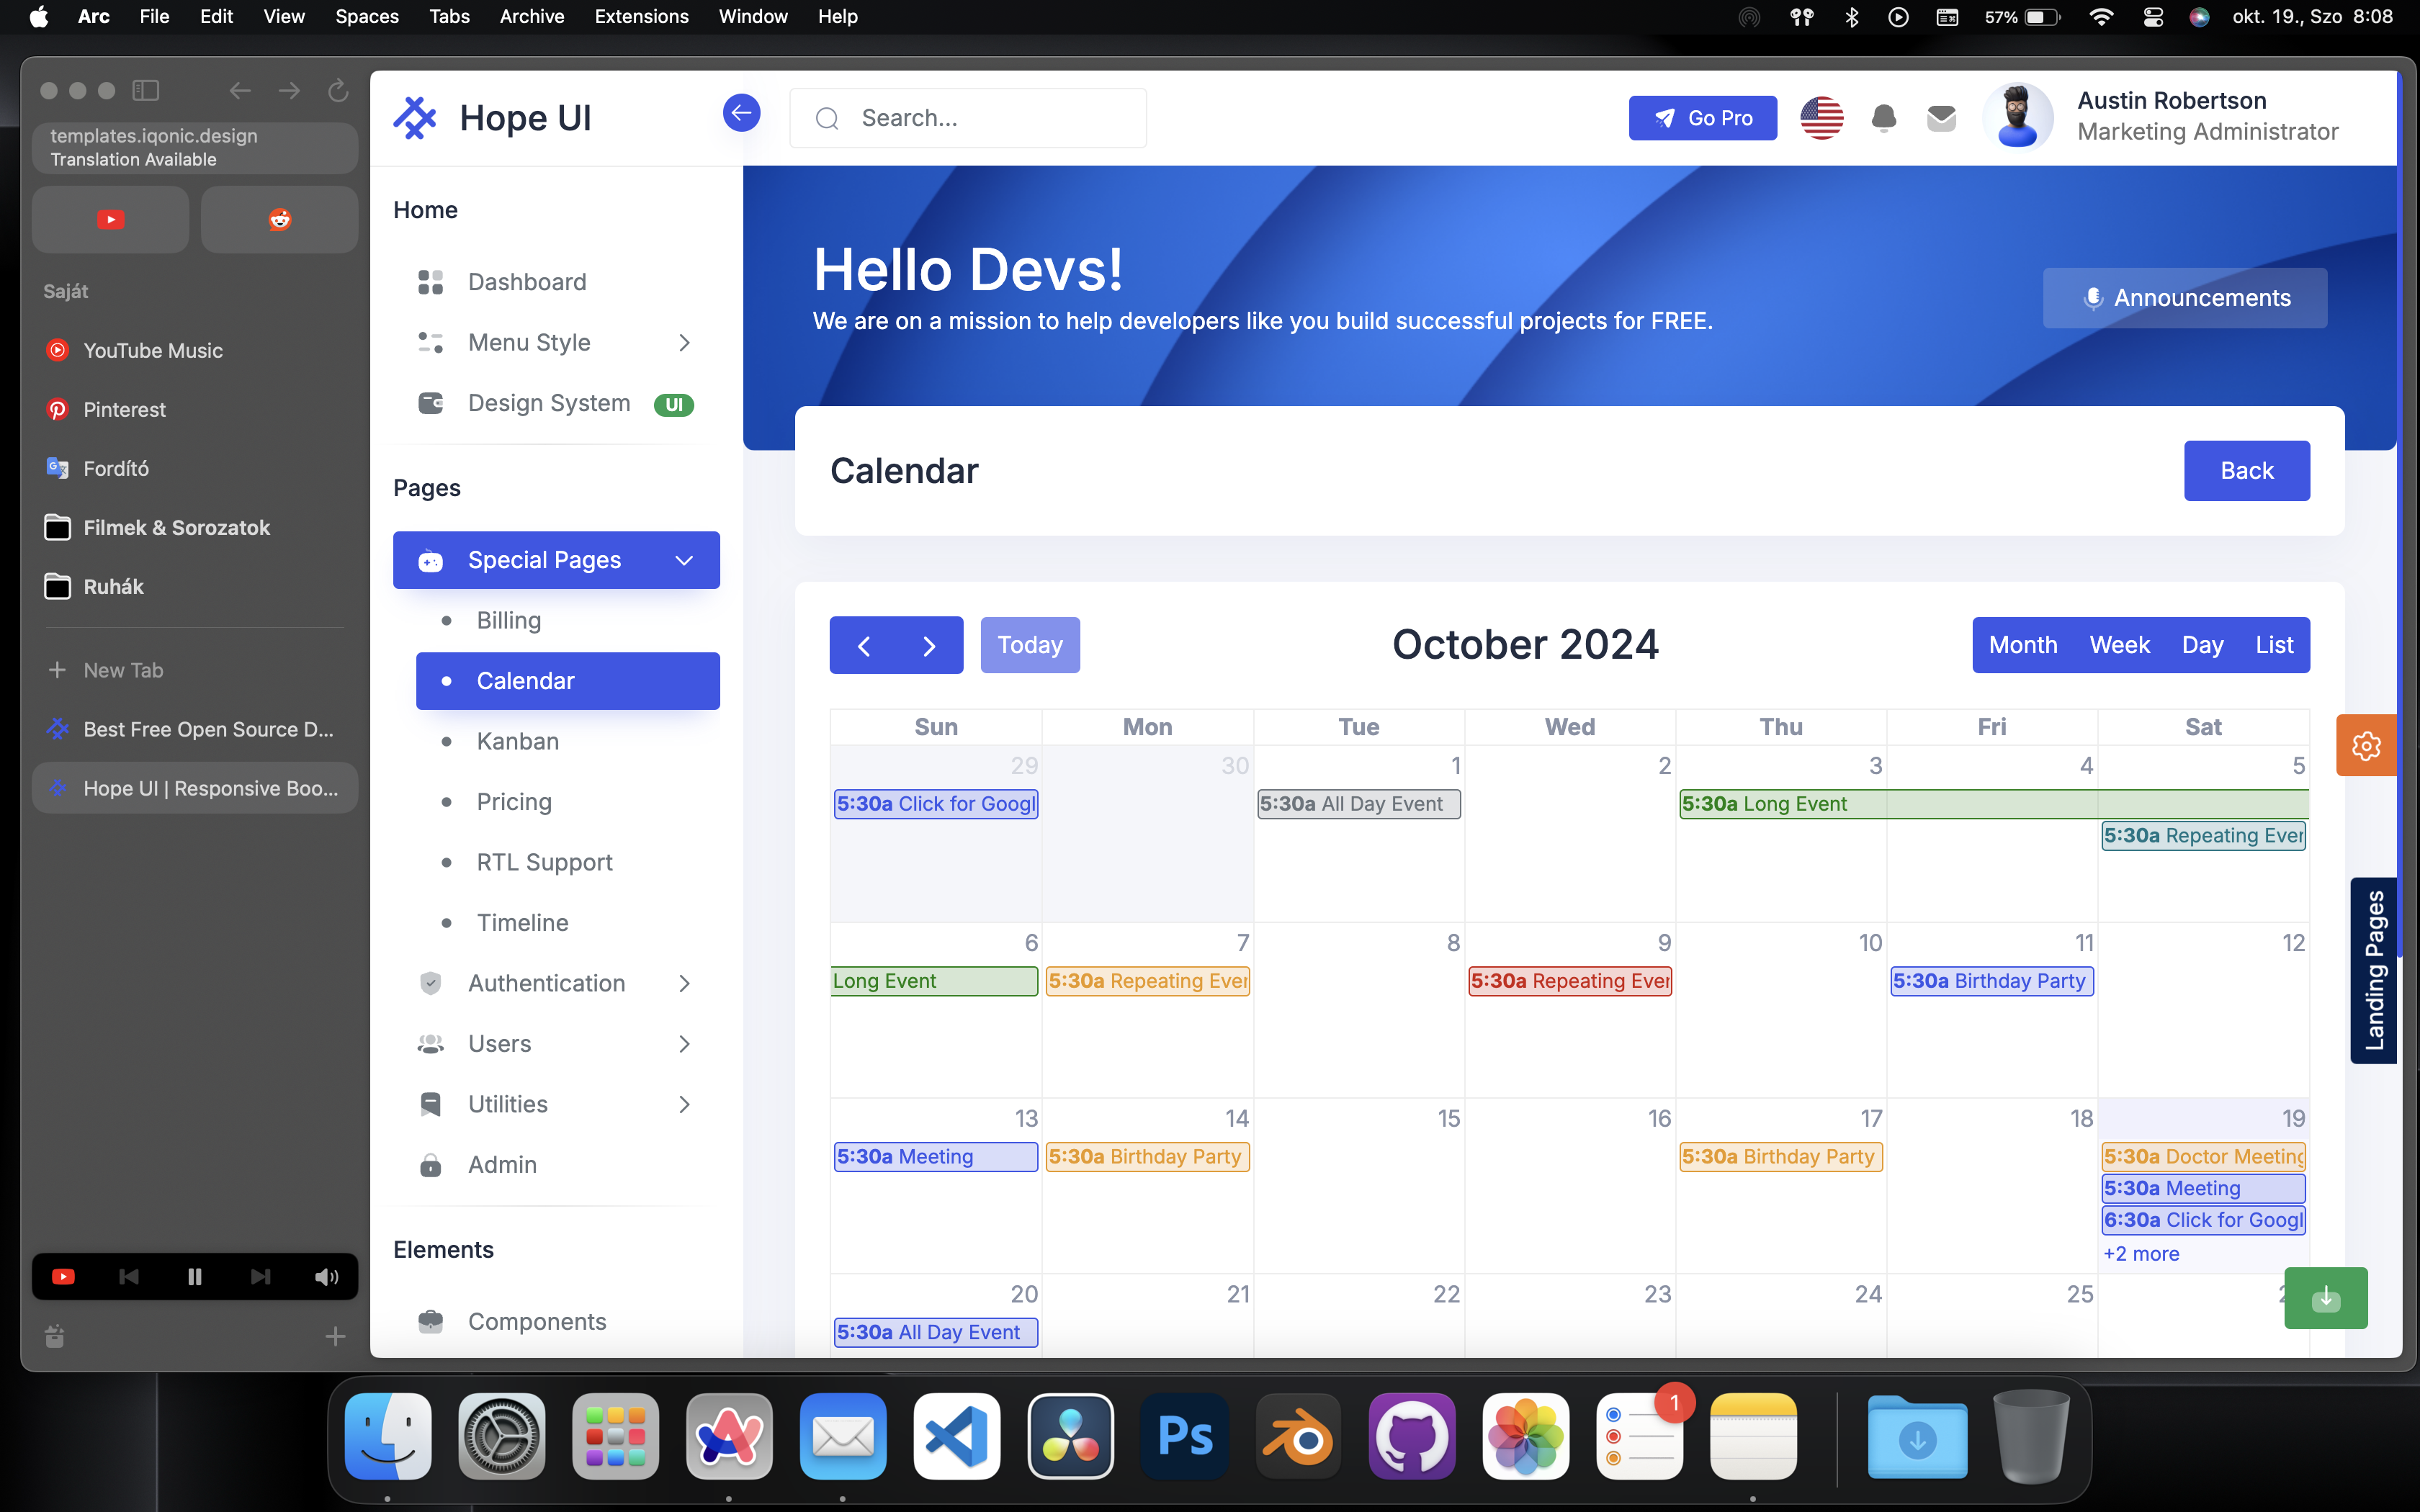 Arc File Edit View Spaces Tabs Archive Extensions Window Help
57% okt. 19., Szo 8:08
templates.iqonic.design
Translation Available
Saját
YouTube Music
Pinterest
Fordító
Filmek & Sorozatok
Ruhák
New Tab
Best Free Open Source D...
Hope UI | Responsive Boo...
Hope UI
Search...
Go Pro
Austin Robertson
Marketing Administrator
Home
Dashboard
Menu Style
Design System UI
Pages
Special Pages
Billing
Calendar
Kanban
Pricing
RTL Support
Timeline
Authentication
Users
Utilities
Admin
Elements
Components
Hello Devs!
We are on a mission to help developers like you build successful projects for FREE.
Announcements
Calendar
Back
Today
October 2024
Month Week Day List
Sun Mon Tue Wed Thu Fri Sat
29 30 1 2 3 4 5
5:30a Click for Googl
5:30a All Day Event
5:30a Long Event
5:30a Repeating Ever
6 7 8 9 10 11 12
Long Event
5:30a Repeating Ever
5:30a Repeating Ever
5:30a Birthday Party
13 14 15 16 17 18 19
5:30a Meeting
5:30a Birthday Party
5:30a Birthday Party
5:30a Doctor Meeting
5:30a Meeting
6:30a Click for Googl
+2 more
20 21 22 23 24 25
5:30a All Day Event
Landing Pages
Ps
1